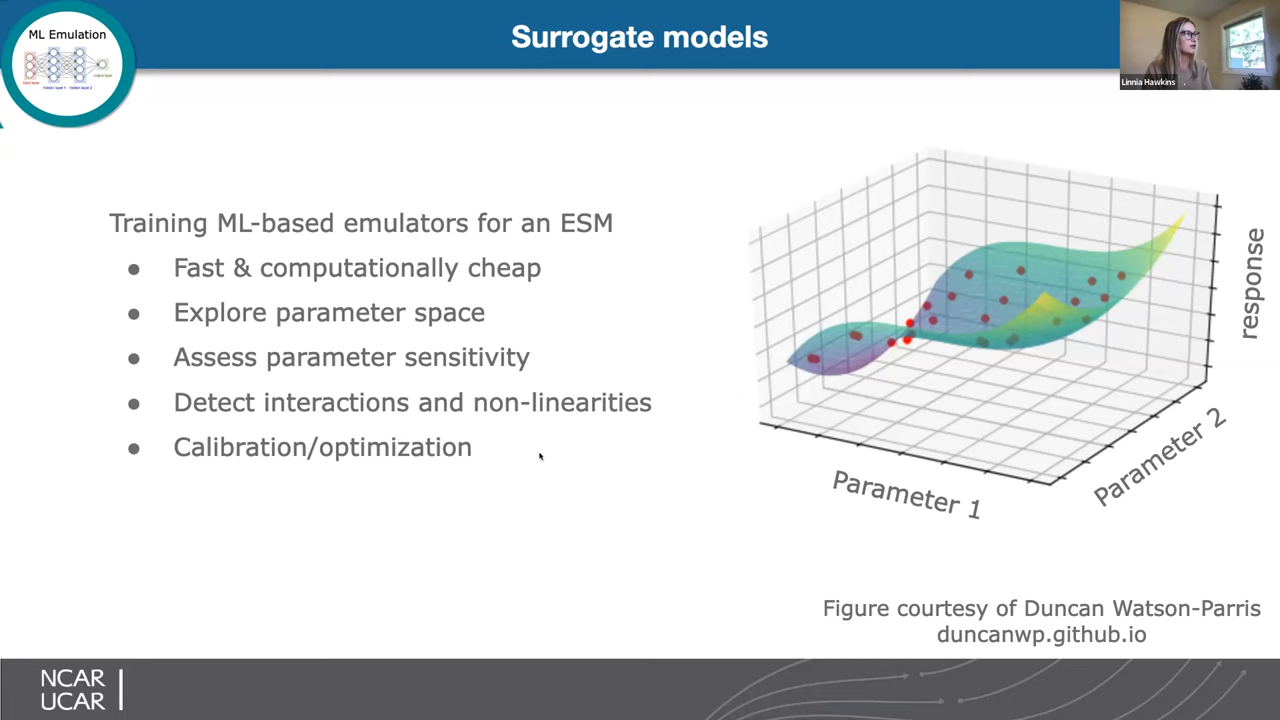 ML Emulation
Surrogate models
Linnia Hawkins
Training ML-based emulators for an ESM
● Fast & computationally cheap
● Explore parameter space
● Assess parameter sensitivity
● Detect interactions and non-linearities
● Calibration/optimization
response
Parameter 1
Parameter 2
Figure courtesy of Duncan Watson-Parris
duncanwp.github.io
NCAR
UCAR